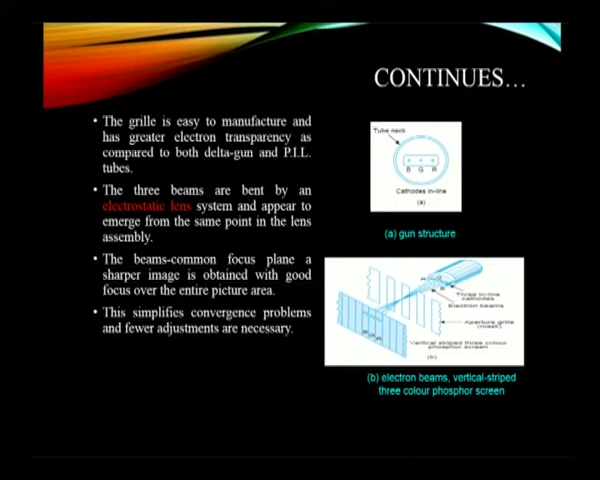 CONTINUES…
• The grille is easy to manufacture and
has greater electron transparency as
compared to both delta-gun and P.I.L.
tubes.
• The three beams are bent by an
electrostatic lens system and appear to
emerge from the same point in the lens
assembly.
• The beams-common focus plane a
sharper image is obtained with good
focus over the entire picture area.
• This simplifies convergence problems
and fewer adjustments are necessary.
Tube neck
B G R
Cathodes in-line
(a)
(a) gun structure
Three in-line
cathodes
Electron beams
Aperture grille
(mask)
Vertical striped three colour
phosphor screen
(b)
(b) electron beams, vertical-striped
three colour phosphor screen